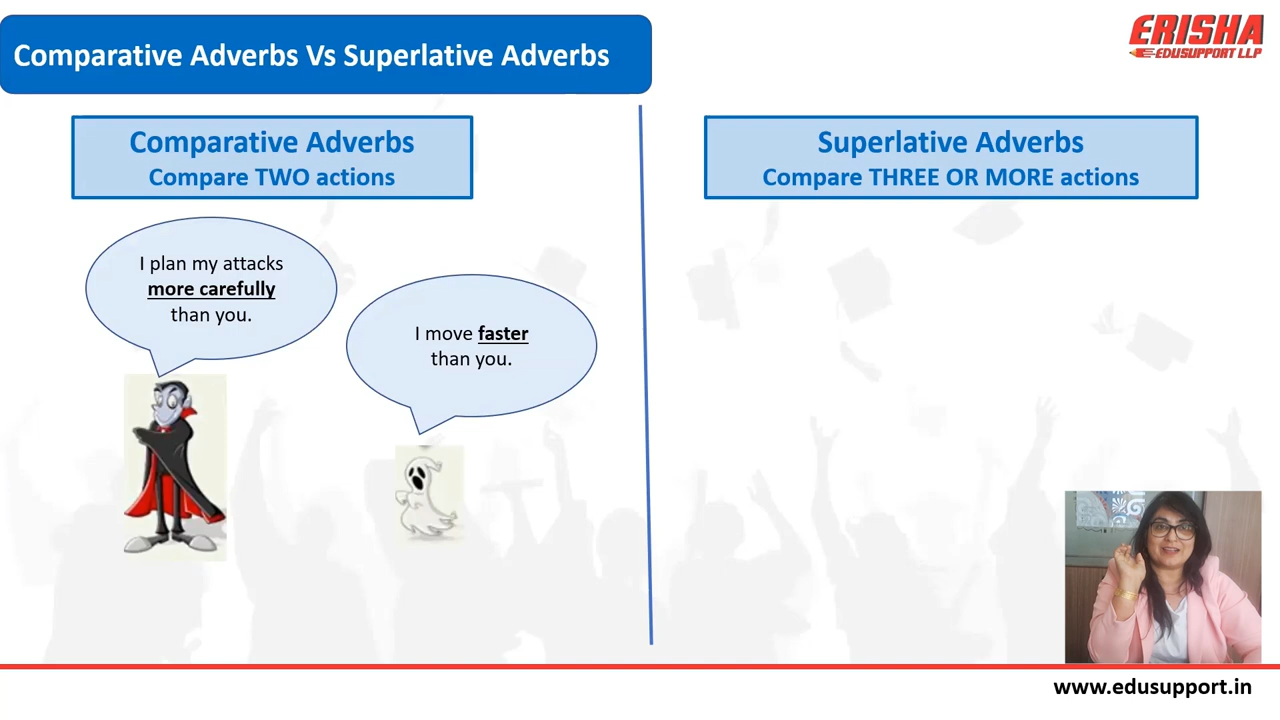 Comparative Adverbs Vs Superlative Adverbs
ERISHA
EDUSUPPORT LLP
Comparative Adverbs
Compare TWO actions
Superlative Adverbs
Compare THREE OR MORE actions
I plan my attacks
more carefully
than you.
I move faster
than you.
www.edusupport.in